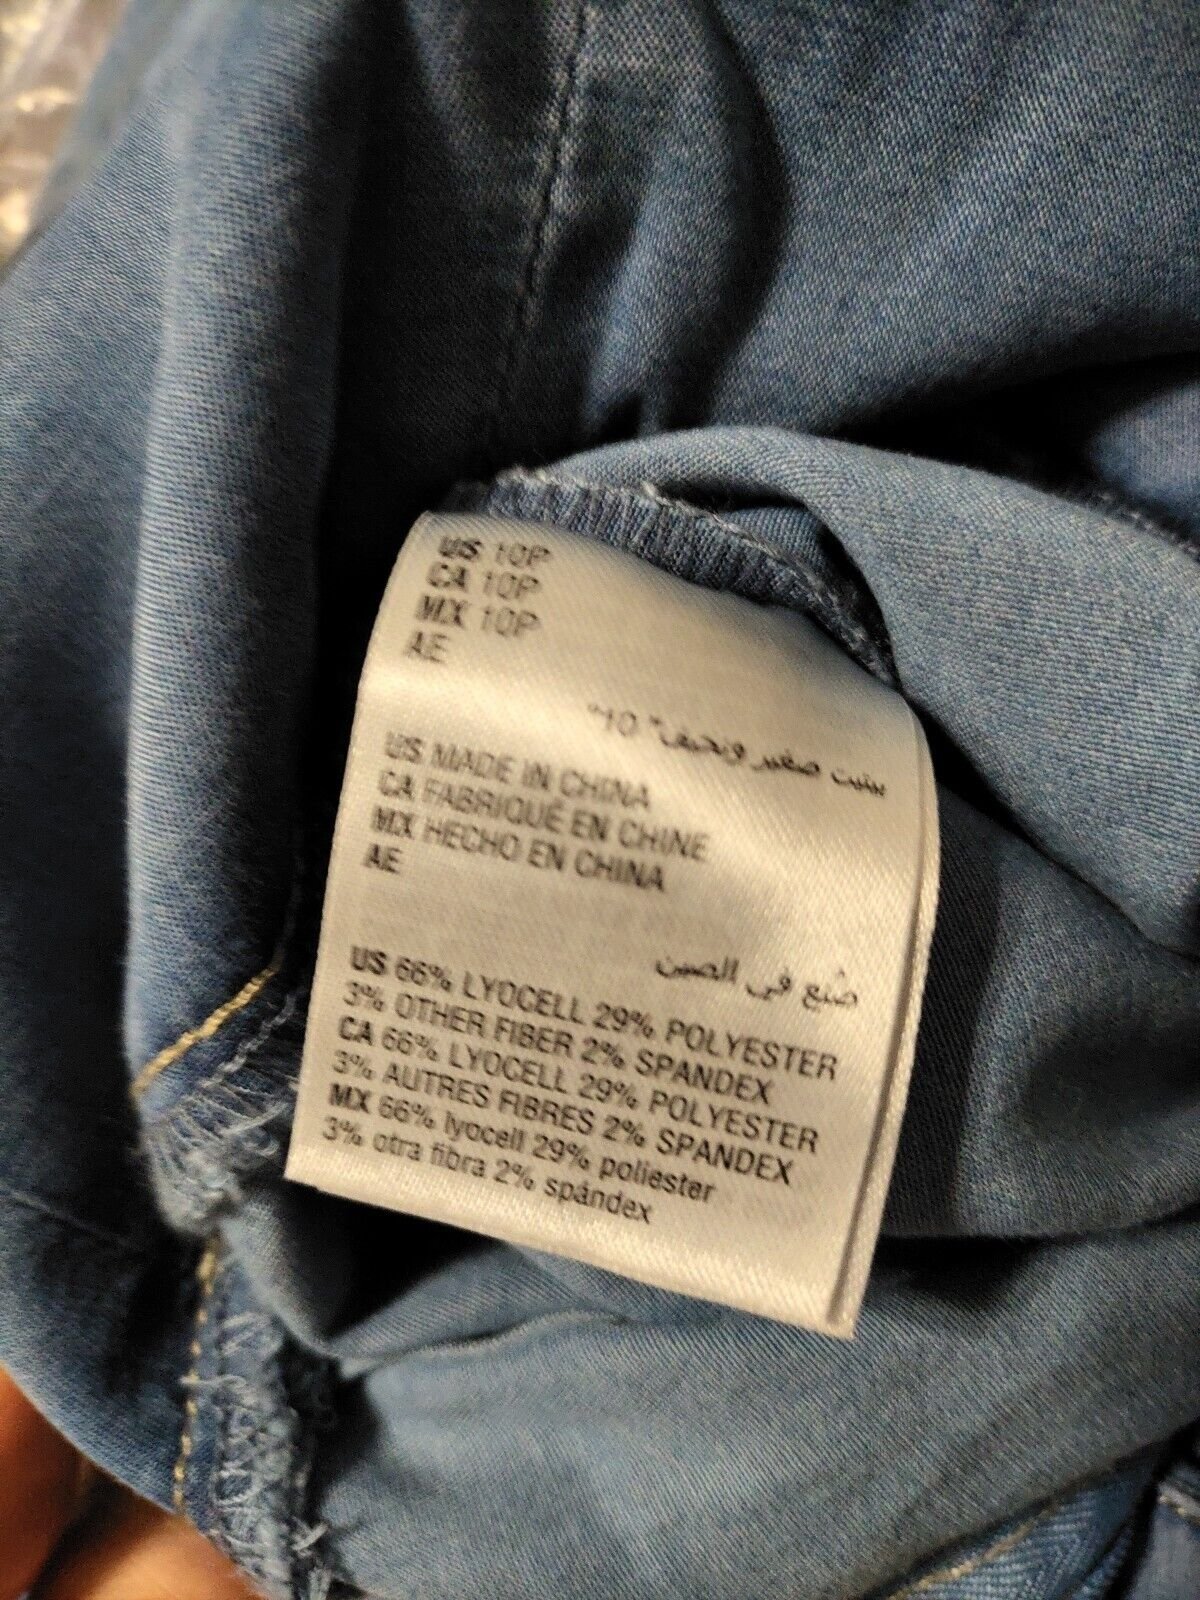 US 10P
CA 10P
MX 10P
AE
بيتيت صغير ونحيف "10"
US MADE IN CHINA
CA FABRIQUÉ EN CHINE
MX HECHO EN CHINA
AE
صُنع في الصين
US 66% LYOCELL 29% POLYESTER
3% OTHER FIBER 2% SPANDEX
CA 66% LYOCELL 29% POLYESTER
3% AUTRES FIBRES 2% SPANDEX
MX 66% lyocell 29% poliester
3% otra fibra 2% spándex